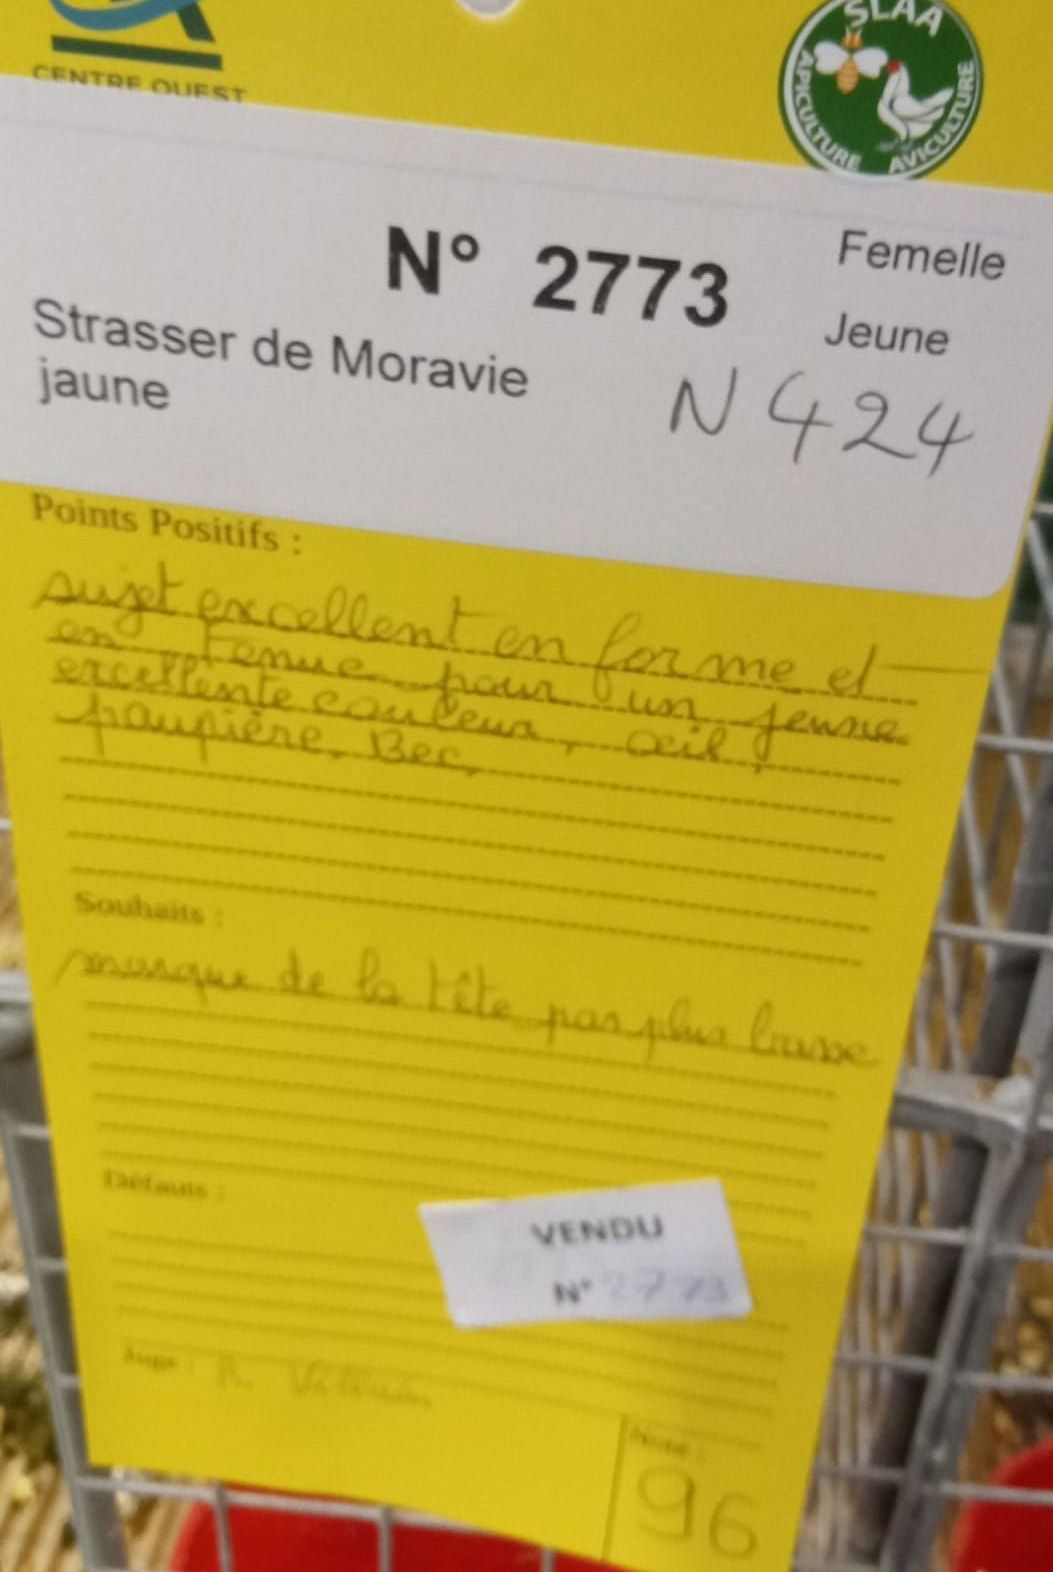 CENTRE OUEST
SLAA
APICULTURE AVICULTURE
N° 2773
Femelle
Jeune
Strasser de Moravie
jaune
N 424
Points Positifs :
sujet excellent en forme et
en tenue pour un jeune
excellente couleur, œil,
paupière, Bec,
Souhaits :
masque de la tête pas plus basse
Défauts :
VENDU
N° 2773
Juge : R.
Note :
96